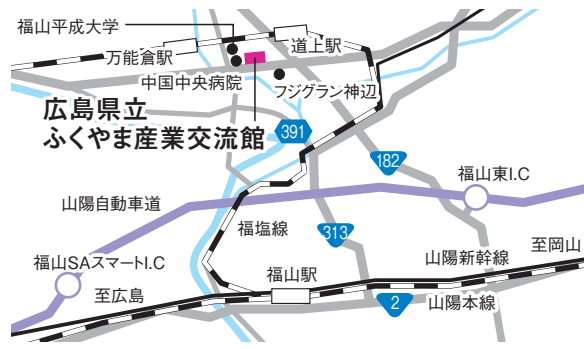 福山平成大学
万能倉駅
道上駅
中国中央病院
フジグラン神辺
広島県立
ふくやま産業交流館
391
182
福山東I.C
山陽自動車道
福塩線
313
福山SAスマートI.C
福山駅
山陽新幹線
至岡山
至広島
2
山陽本線